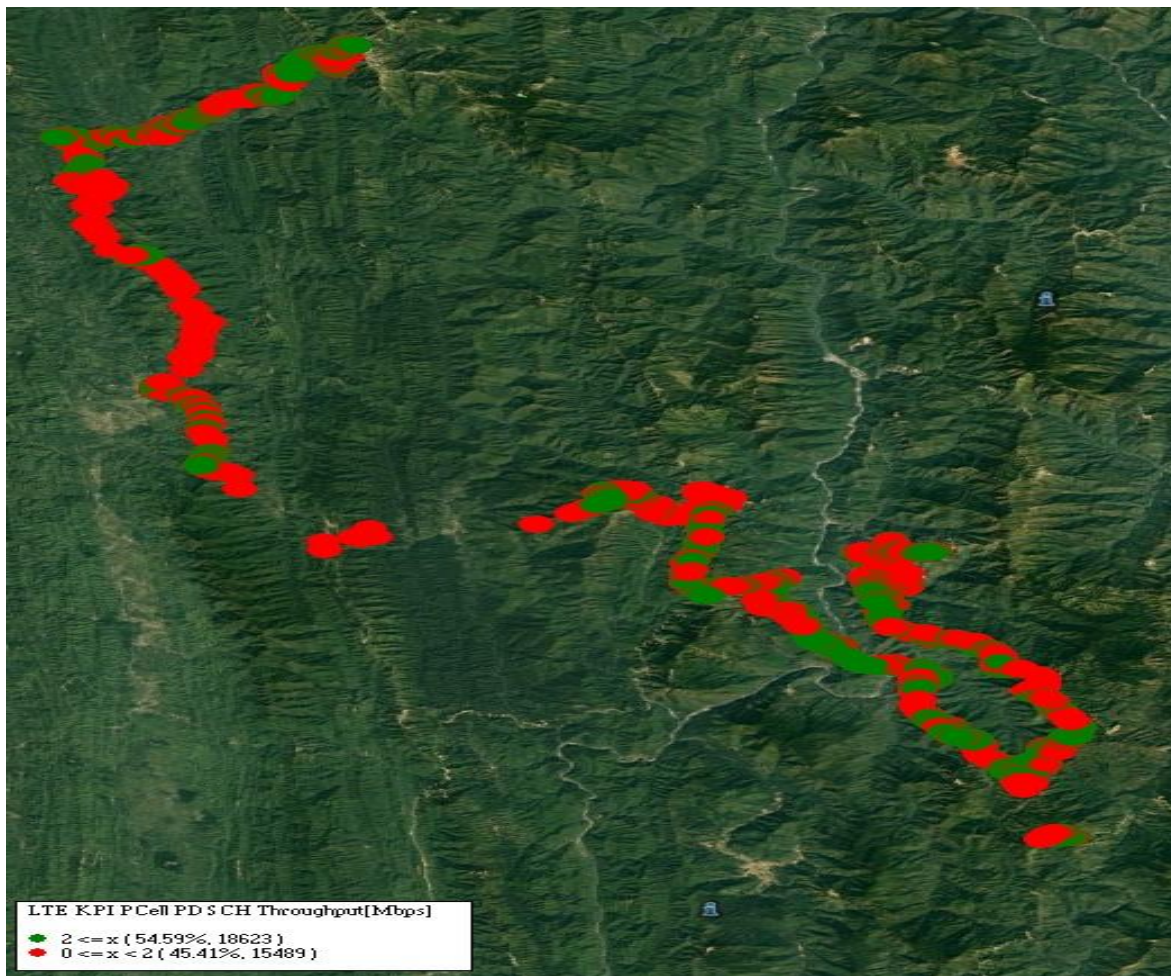 LTE KPI PCell PDSCH Throughput[Mbps]
2 <= x ( 54.59%, 18623 )
0 <= x < 2 ( 45.41%, 15489 )